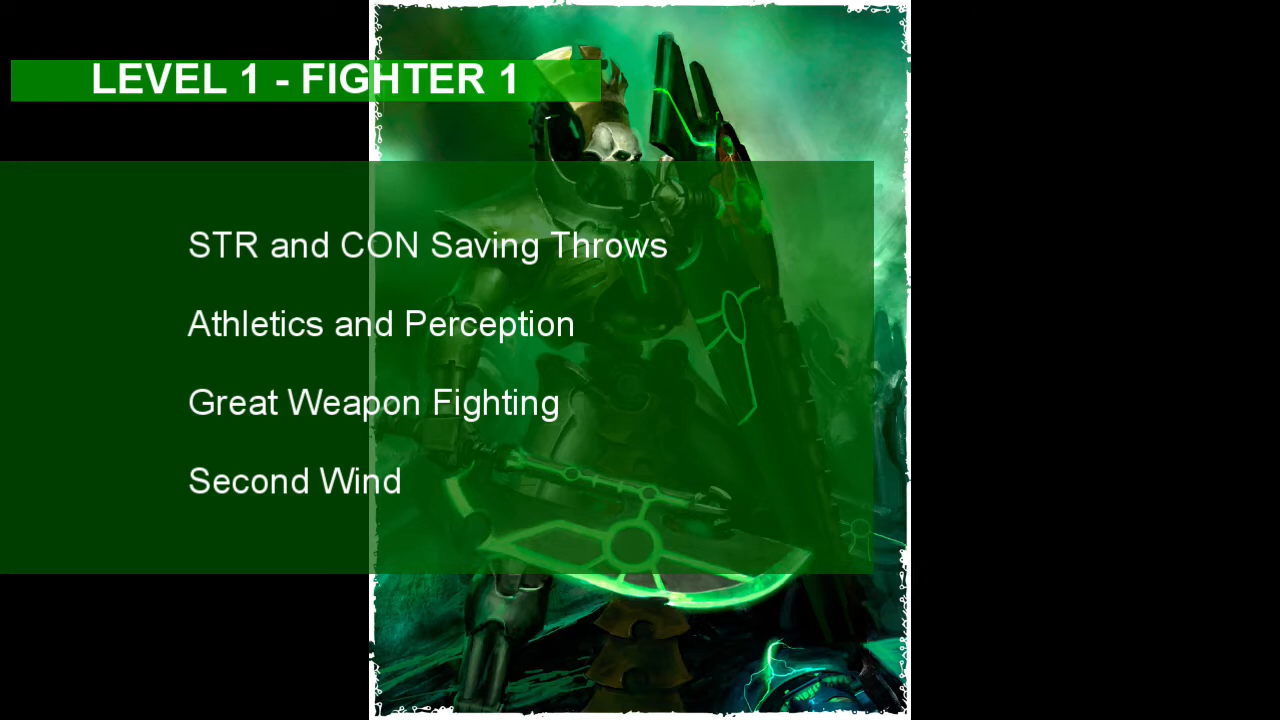 LEVEL 1 - FIGHTER 1
STR and CON Saving Throws
Athletics and Perception
Great Weapon Fighting
Second Wind